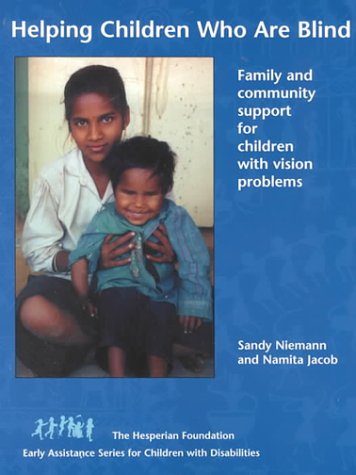 Helping Children Who Are Blind
Family and
community
support
for
children
with vision
problems
Sandy Niemann
and Namita Jacob
The Hesperian Foundation
Early Assistance Series for Children with Disabilities